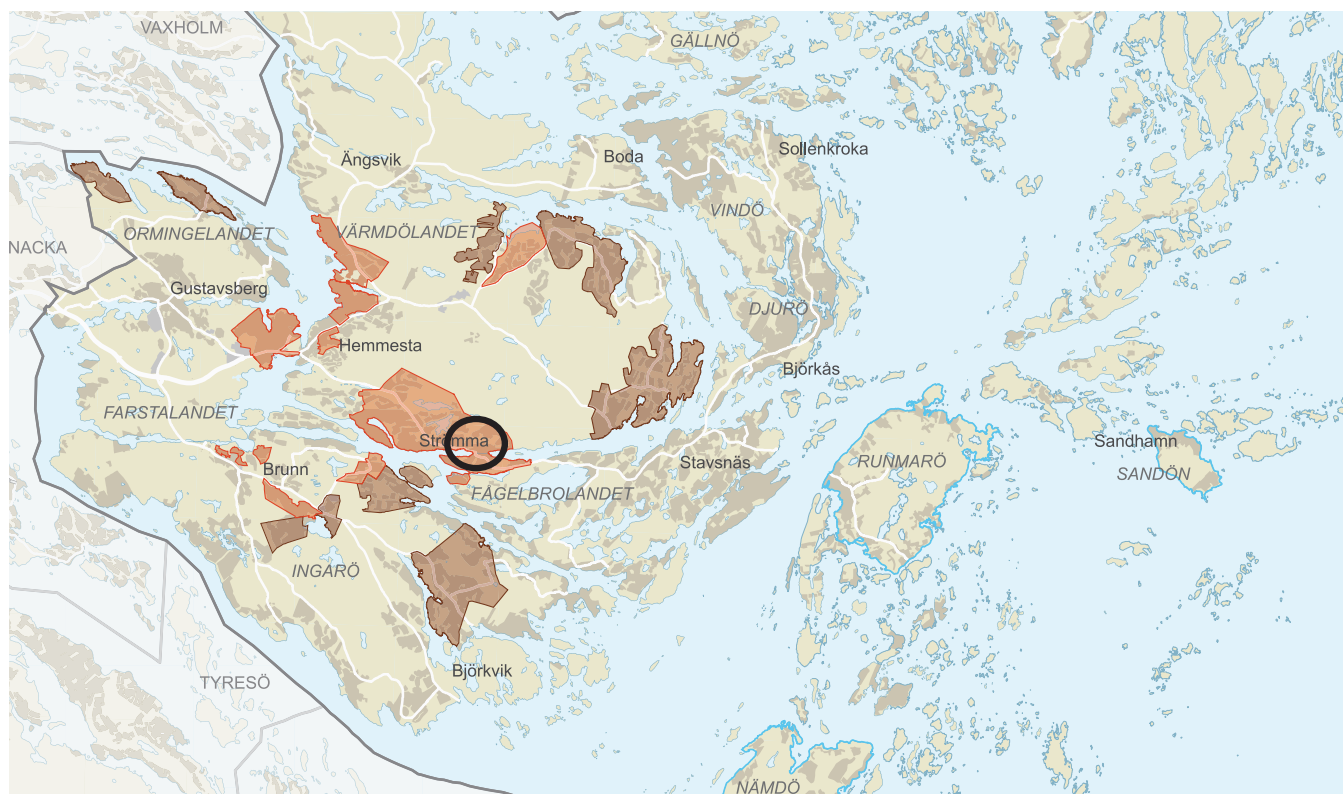 VAXHOLM
GÄLLNÖ
Ängsvik
Boda
Sollenkroka
VINDÖ
ORMINGELANDET
VÄRMDÖLANDET
NACKA
Gustavsberg
DJURÖ
Hemmesta
Björkås
FARSTALANDET
Strömma
Sandhamn
Brunn
Stavsnäs
RUNMARÖ
SANDÖN
FÅGELBROLANDET
INGARÖ
Björkvik
TYRESÖ
NÄMDÖ